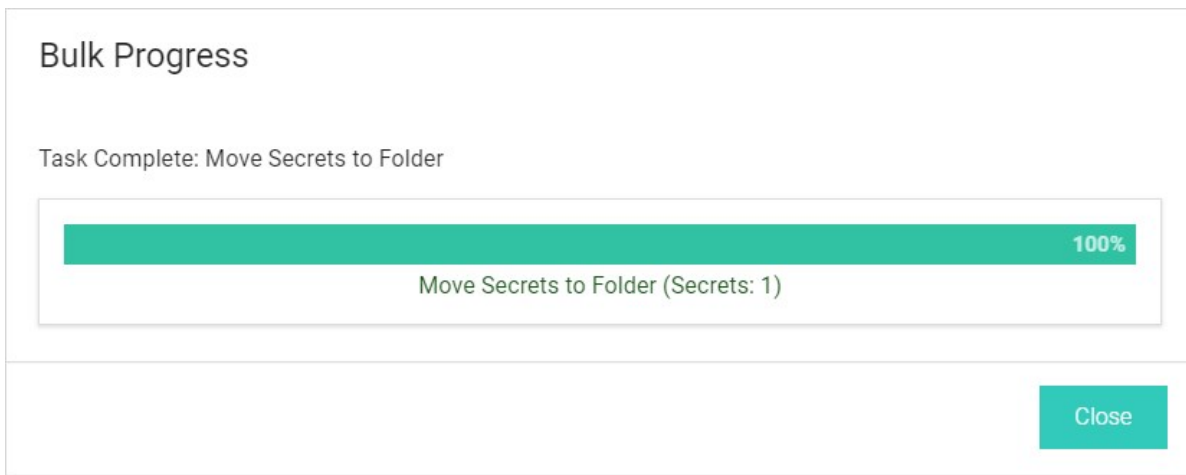 Bulk Progress
Task Complete: Move Secrets to Folder
100%
Move Secrets to Folder (Secrets: 1)
Close